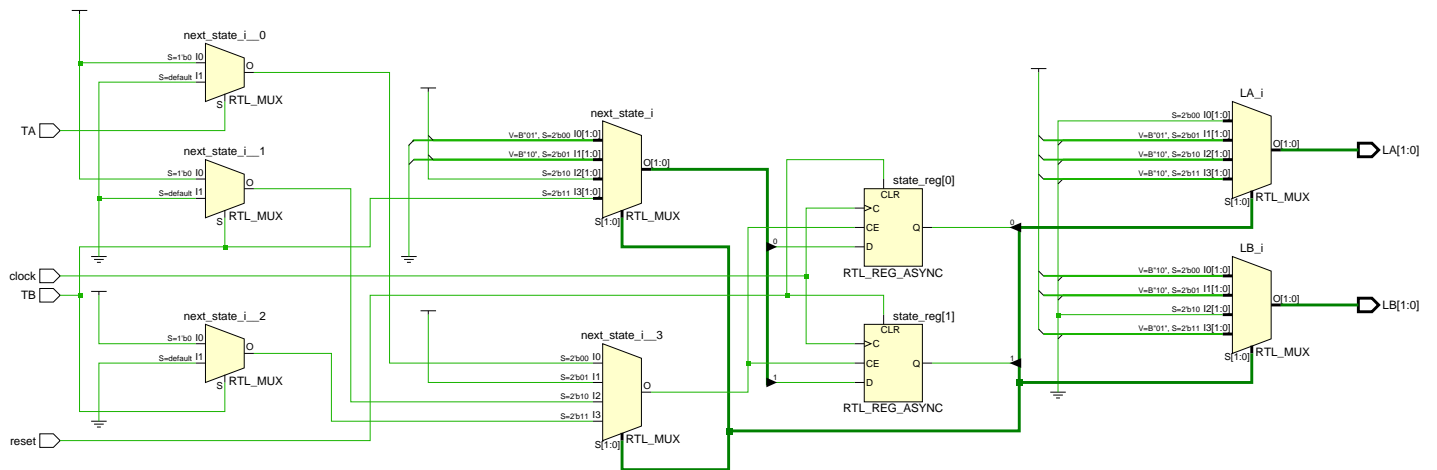 next_state_i__0
S=1'b0 I0
S=default I1
O
S
RTL_MUX
TA
next_state_i__1
S=1'b0 I0
S=default I1
O
S
RTL_MUX
clock
TB
next_state_i__2
S=1'b0 I0
S=default I1
O
S
RTL_MUX
reset
next_state_i
V=B"01", S=2'b00 I0[1:0]
V=B"10", S=2'b01 I1[1:0]
S=2'b10 I2[1:0]
S=2'b11 I3[1:0]
O[1:0]
S[1:0]
RTL_MUX
next_state_i__3
S=2'b00 I0
S=2'b01 I1
S=2'b10 I2
S=2'b11 I3
O
S[1:0]
RTL_MUX
0
1
state_reg[0]
CLR
C
CE
D
Q
RTL_REG_ASYNC
state_reg[1]
CLR
C
CE
D
Q
RTL_REG_ASYNC
0
1
LA_i
S=2'b00 I0[1:0]
V=B"01", S=2'b01 I1[1:0]
V=B"10", S=2'b10 I2[1:0]
V=B"10", S=2'b11 I3[1:0]
O[1:0]
S[1:0]
RTL_MUX
LA[1:0]
LB_i
V=B"10", S=2'b00 I0[1:0]
V=B"10", S=2'b01 I1[1:0]
S=2'b10 I2[1:0]
V=B"01", S=2'b11 I3[1:0]
O[1:0]
S[1:0]
RTL_MUX
LB[1:0]